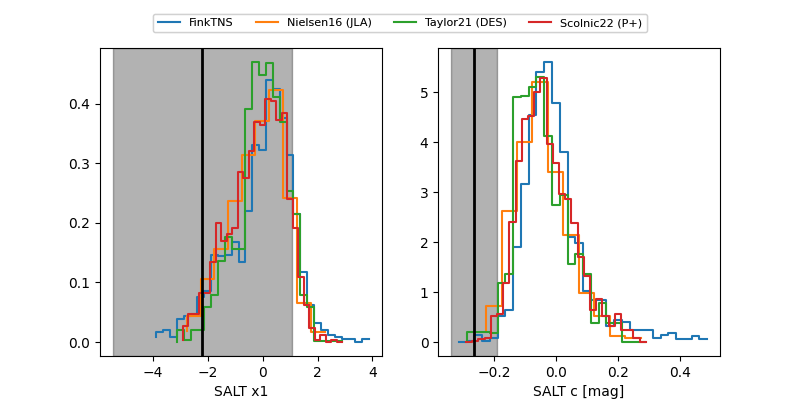 FinkTNS Nielsen16 (JLA) Taylor21 (DES) Scolnic22 (P+)
0.4
0.3
0.2
0.1
0.0
−4 −2 0 2 4
SALT x1
5
4
3
2
1
0
−0.2 0.0 0.2 0.4
SALT c [mag]